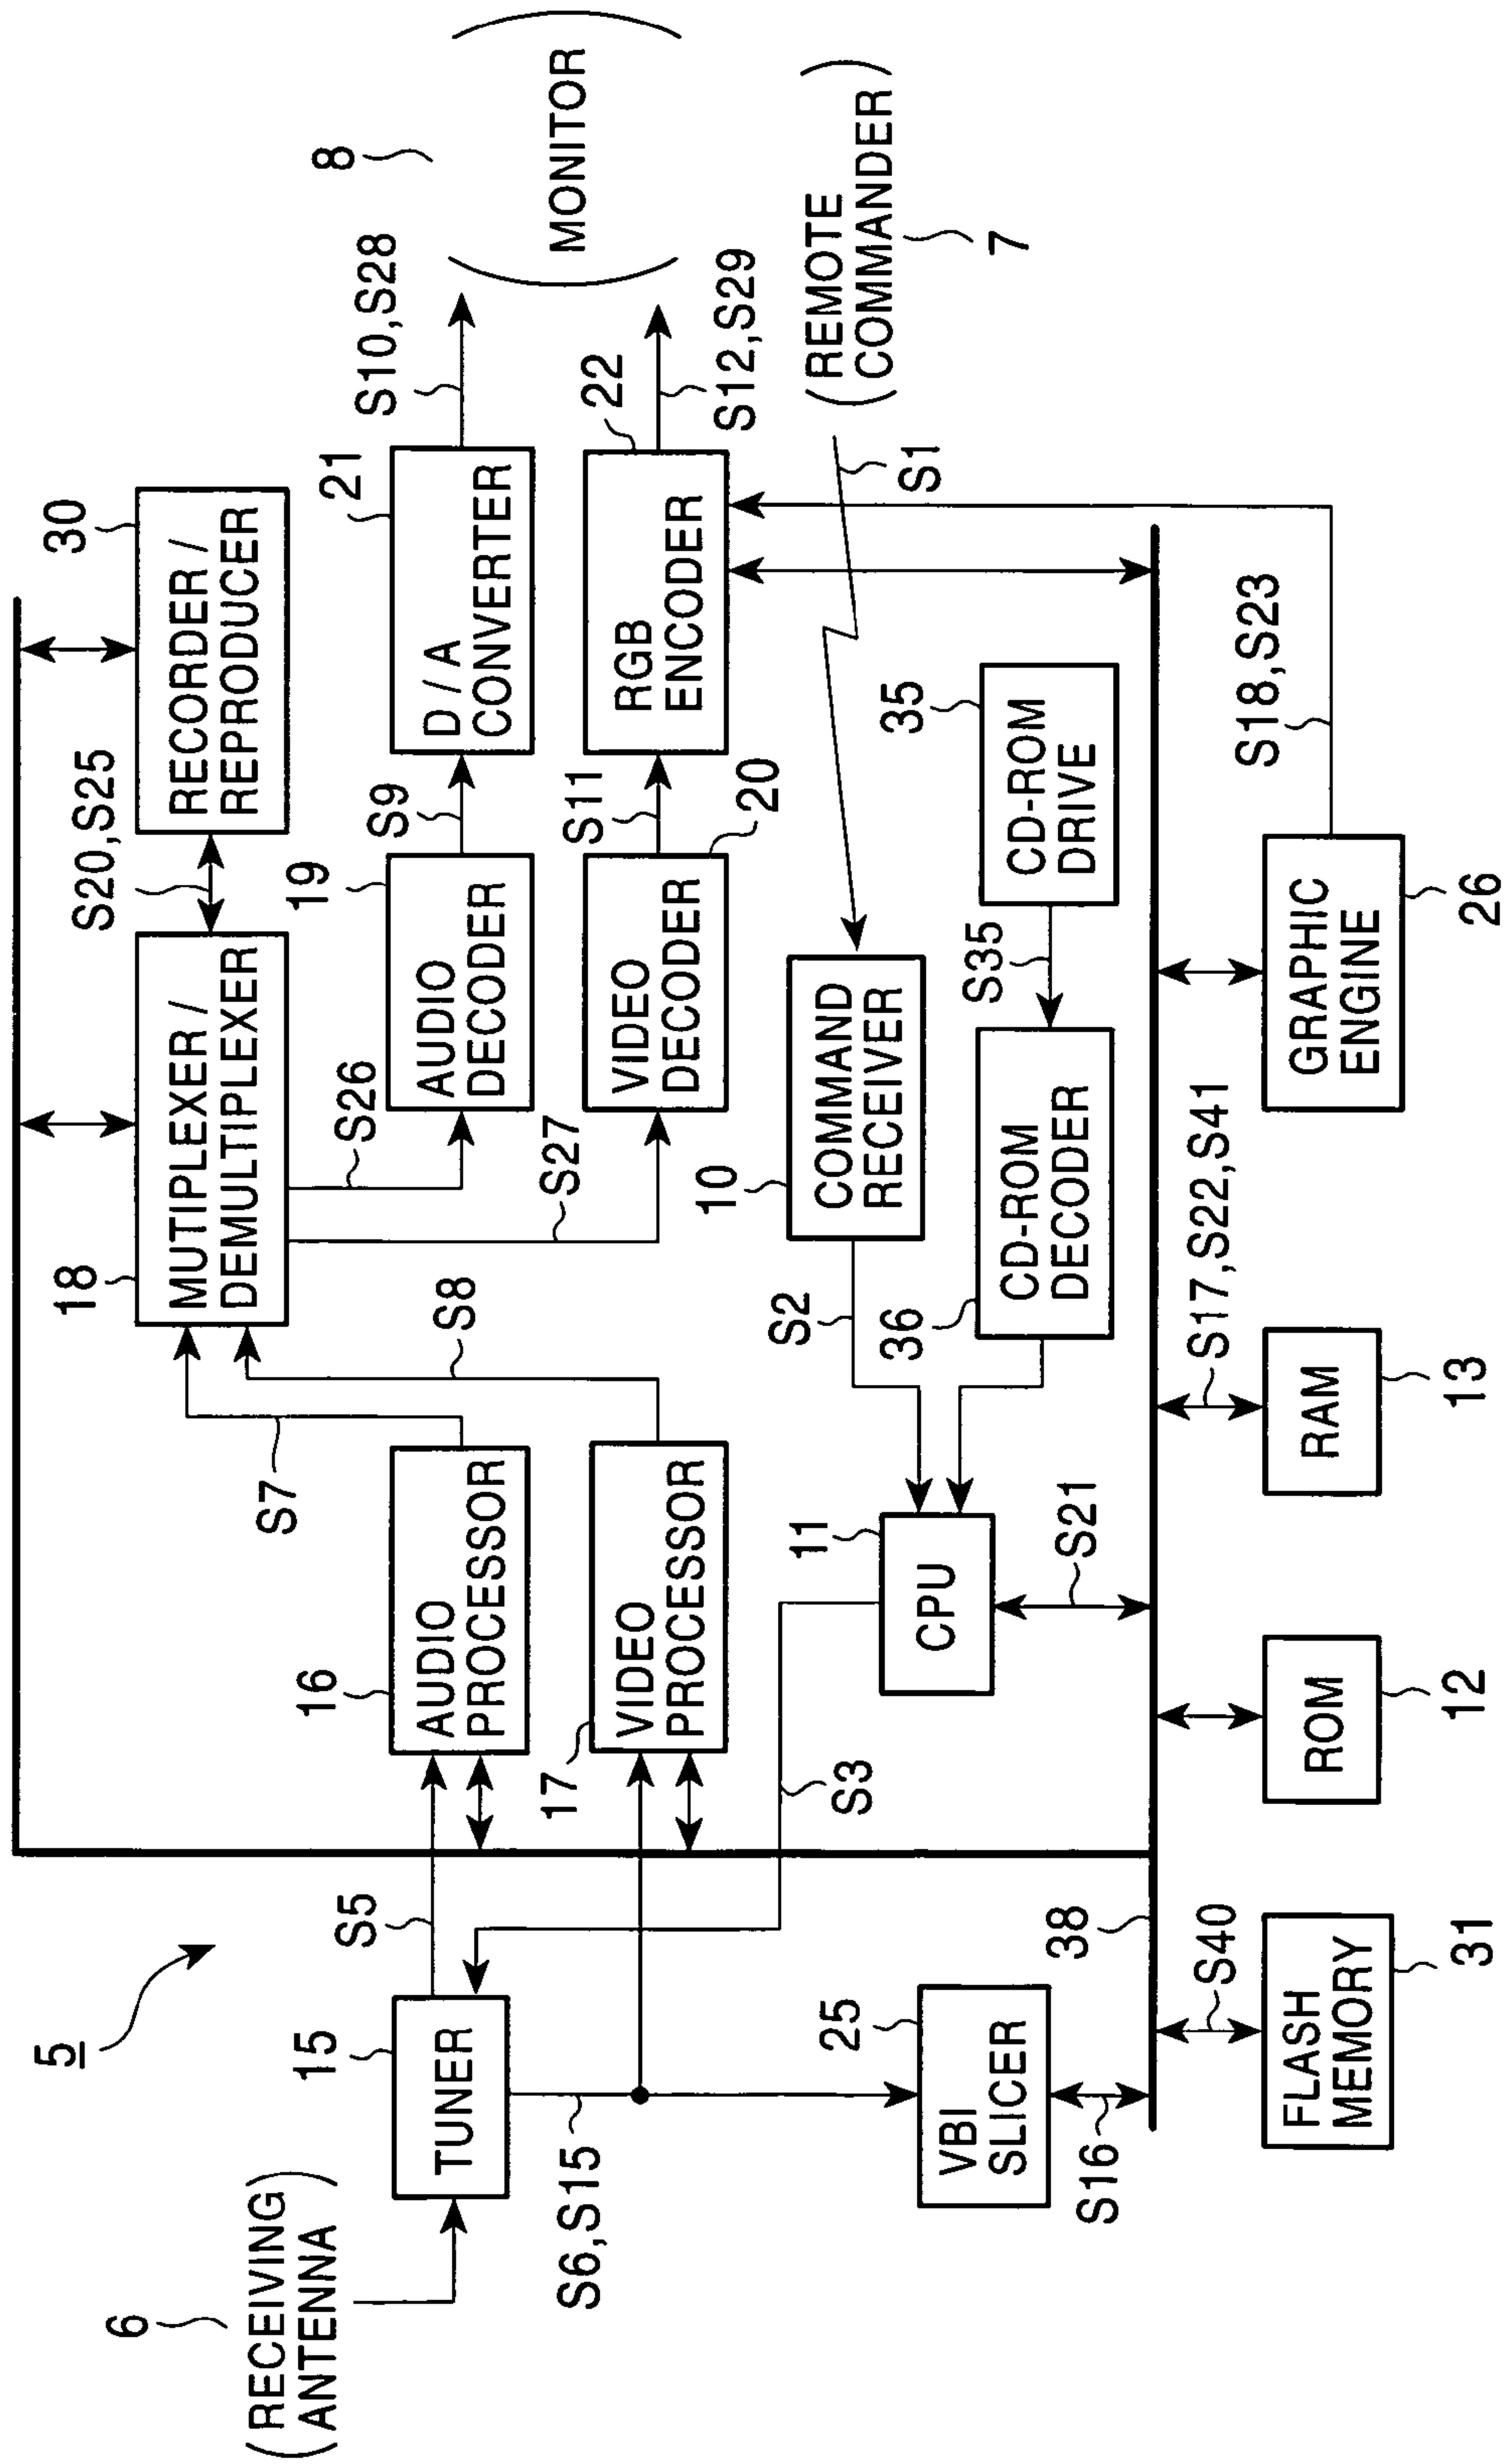 5
6
(RECEIVING
ANTENNA)
15
TUNER
S5
S6,S15
25
VBI
SLICER
S16
38
S40
FLASH
MEMORY
31
16
AUDIO
PROCESSOR
17
VIDEO
PROCESSOR
S3
S7
S8
11
CPU
S21
ROM
12
RAM
13
S17,S22,S41
18
MUTIPLEXER /
DEMULTIPLEXER
S20,S25
30
RECORDER /
REPRODUCER
S26
S27
19
AUDIO
DECODER
S9
21
D / A
CONVERTER
S10,S28
VIDEO
DECODER
20
S11
22
RGB
ENCODER
S12,S29
8
(MONITOR)
10
COMMAND
RECEIVER
S2
S1
(REMOTE
COMMANDER)
7
36
CD-ROM
DECODER
S35
35
CD-ROM
DRIVE
GRAPHIC
ENGINE
26
S18,S23